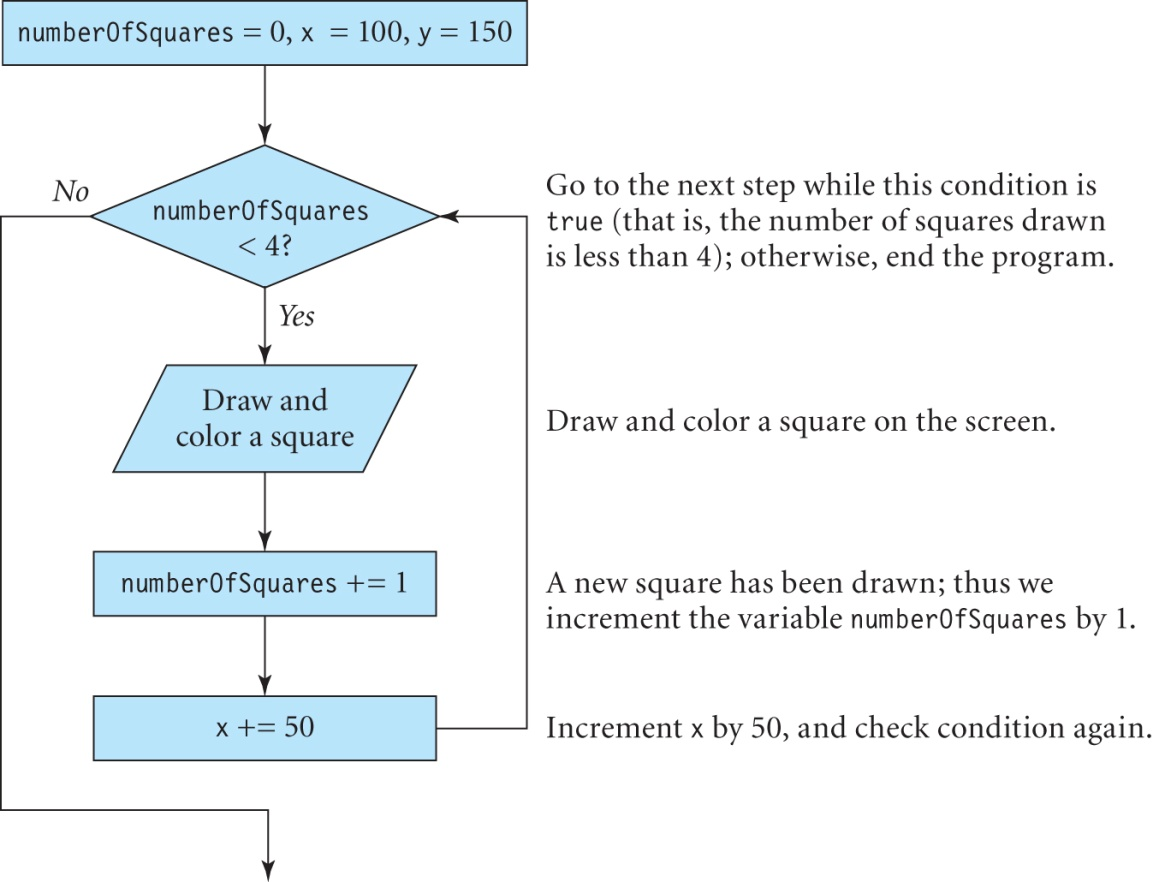 numberOfSquares = 0, x = 100, y = 150
No
numberOfSquares
< 4?
Go to the next step while this condition is
true (that is, the number of squares drawn
is less than 4); otherwise, end the program.
Yes
Draw and
color a square
Draw and color a square on the screen.
numberOfSquares += 1
A new square has been drawn; thus we
increment the variable numberOfSquares by 1.
x += 50
Increment x by 50, and check condition again.